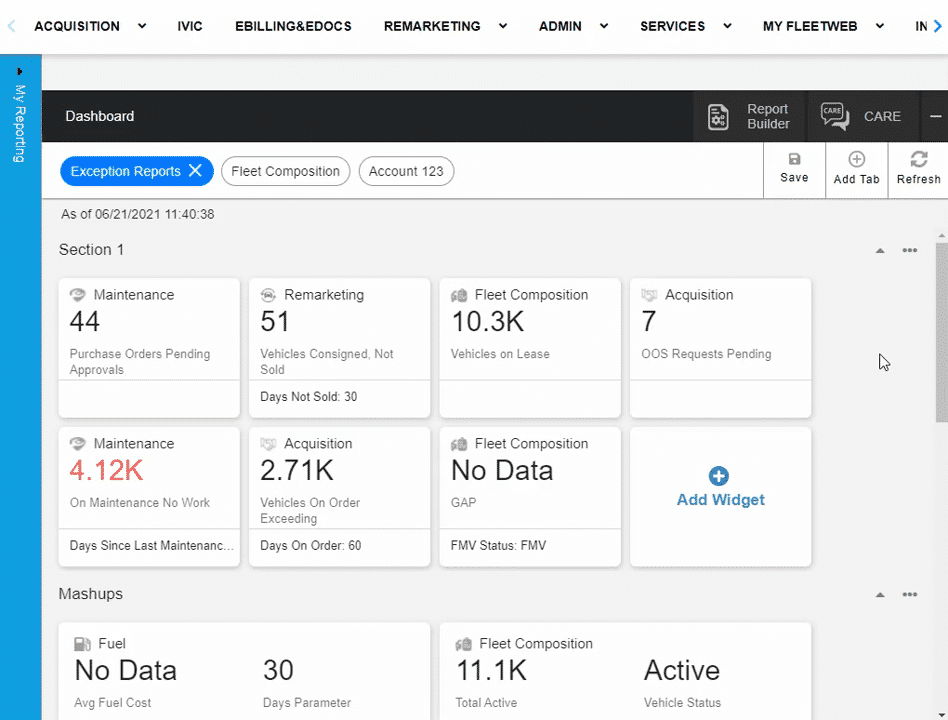 ACQUISITION IVIC EBILLING&EDOCS REMARKETING ADMIN SERVICES MY FLEETWEB IN
My Reporting
Dashboard
Report Builder
CARE CARE
Exception Reports Fleet Composition Account 123
Save Add Tab Refresh
As of 06/21/2021 11:40:38
Section 1
Maintenance
44
Purchase Orders Pending
Approvals
Remarketing
51
Vehicles Consigned, Not
Sold
Days Not Sold: 30
Fleet Composition
10.3K
Vehicles on Lease
Acquisition
7
OOS Requests Pending
Maintenance
4.12K
On Maintenance No Work
Days Since Last Maintenanc...
Acquisition
2.71K
Vehicles On Order
Exceeding
Days On Order: 60
Fleet Composition
No Data
GAP
FMV Status: FMV
Add Widget
Mashups
Fuel
No Data 30
Avg Fuel Cost Days Parameter
Fleet Composition
11.1K Active
Total Active Vehicle Status